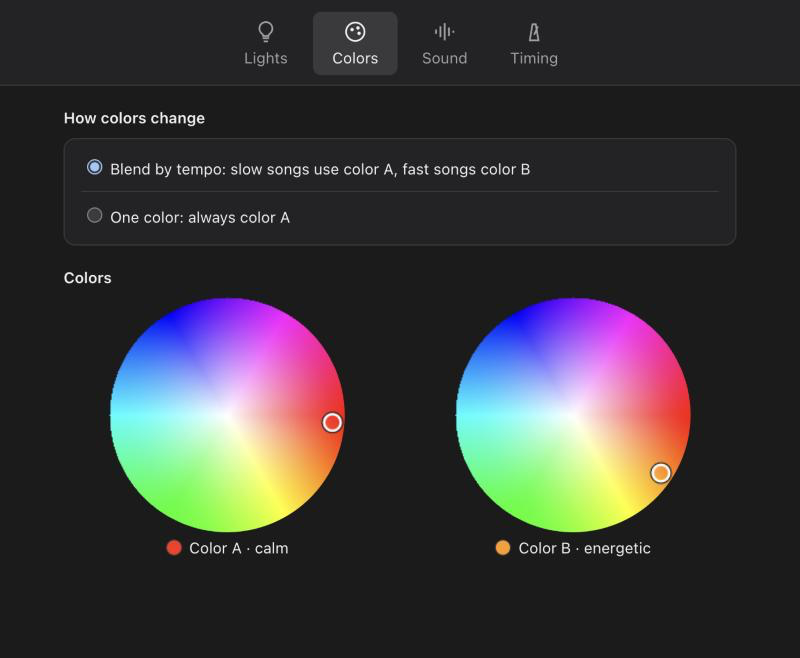 Lights
Colors
Sound
Timing
How colors change
Blend by tempo: slow songs use color A, fast songs color B
One color: always color A
Colors
Color A · calm
Color B · energetic